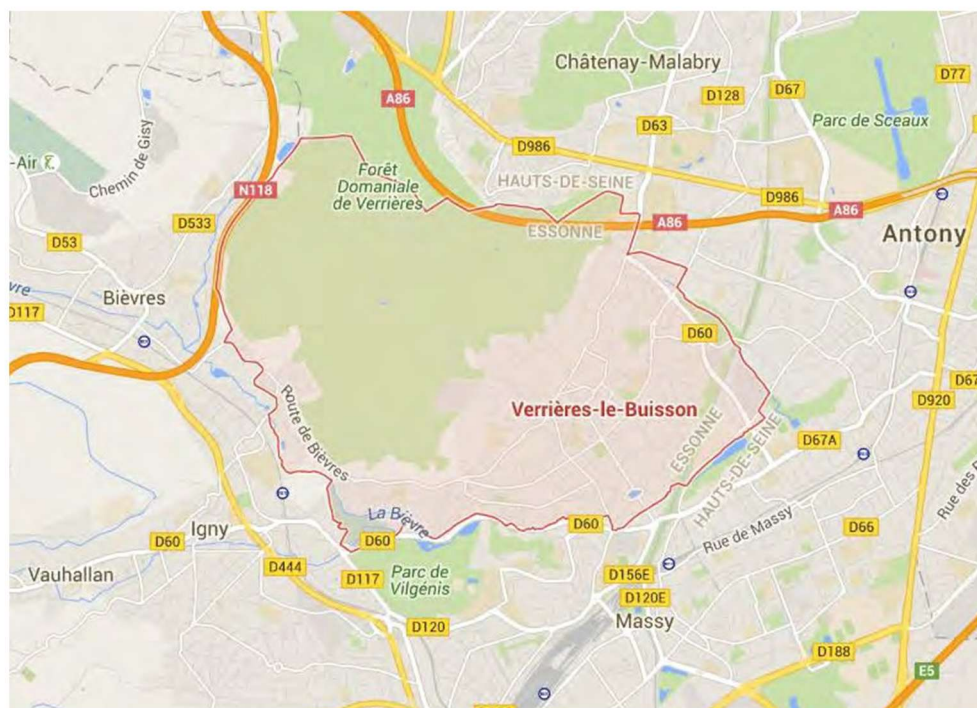 Châtenay-Malabry
D77
D67
A86
D128
Parc de Sceaux
D63
-Air
Chemin de Gisy
D986
Forêt
Domaniale
de Verrières
HAUTS-DE-SEINE
N118
D986
A86
A86
D533
ESSONNE
Antony
D53
Bièvres
D117
D60
Route de Bièvres
Verrières-le-Buisson
D67
D920
ESSONNE
HAUTS-DE-SEINE
D67A
La Bièvre
D60
Rue de Massy
D66
Igny
D60
D60
Vauhallan
D444
D117
Parc de
Vilgénis
D156E
D120E
D120
Massy
D188
E5